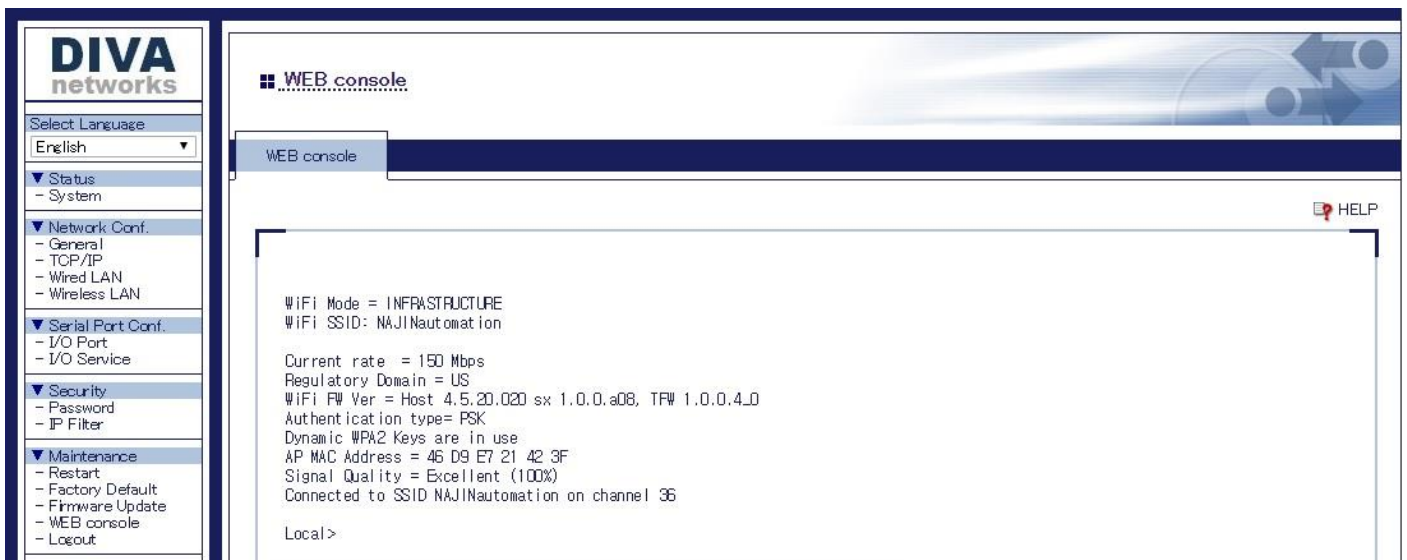 DIVA
networks
Select Language
English
▼ Status
- System
▼ Network Conf.
- General
- TCP/IP
- Wired LAN
- Wireless LAN
▼ Serial Port Conf.
- I/O Port
- I/O Service
▼ Security
- Password
- IP Filter
▼ Maintenance
- Restart
- Factory Default
- Firmware Update
- WEB console
- Logout
WEB console
WEB console
HELP
WiFi Mode = INFRASTRUCTURE
WiFi SSID: NAJINautomation
Current rate = 150 Mbps
Regulatory Domain = US
WiFi FW Ver = Host 4.5.20.020 sx 1.0.0.a08, TFW 1.0.0.4_0
Authentication type= PSK
Dynamic WPA2 Keys are in use
AP MAC Address = 46 D9 E7 21 42 3F
Signal Quality = Excellent (100%)
Connected to SSID NAJINautomation on channel 36
Local>